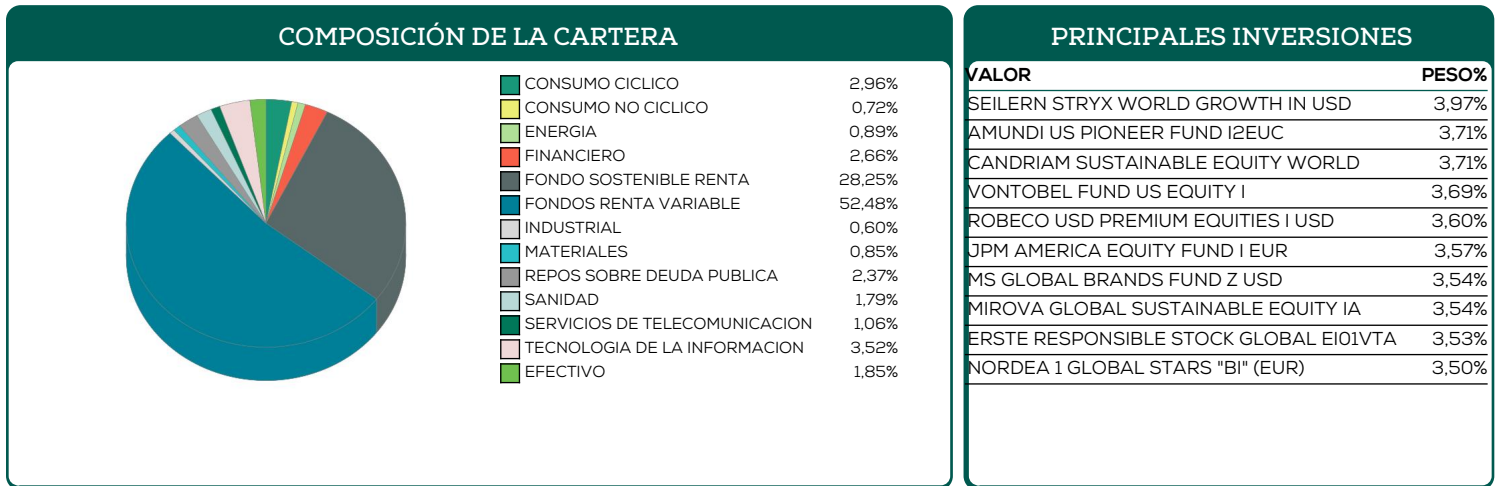 COMPOSICIÓN DE LA CARTERA
CONSUMO CICLICO 2,96%
CONSUMO NO CICLICO 0,72%
ENERGIA 0,89%
FINANCIERO 2,66%
FONDO SOSTENIBLE RENTA 28,25%
FONDOS RENTA VARIABLE 52,48%
INDUSTRIAL 0,60%
MATERIALES 0,85%
REPOS SOBRE DEUDA PUBLICA 2,37%
SANIDAD 1,79%
SERVICIOS DE TELECOMUNICACION 1,06%
TECNOLOGIA DE LA INFORMACION 3,52%
EFECTIVO 1,85%
PRINCIPALES INVERSIONES
VALOR PESO%
SEILERN STRYX WORLD GROWTH IN USD 3,97%
AMUNDI US PIONEER FUND I2EUC 3,71%
CANDRIAM SUSTAINABLE EQUITY WORLD 3,71%
VONTOBEL FUND US EQUITY I 3,69%
ROBECO USD PREMIUM EQUITIES I USD 3,60%
JPM AMERICA EQUITY FUND I EUR 3,57%
MS GLOBAL BRANDS FUND Z USD 3,54%
MIROVA GLOBAL SUSTAINABLE EQUITY IA 3,54%
ERSTE RESPONSIBLE STOCK GLOBAL EI01VTA 3,53%
NORDEA 1 GLOBAL STARS "BI" (EUR) 3,50%